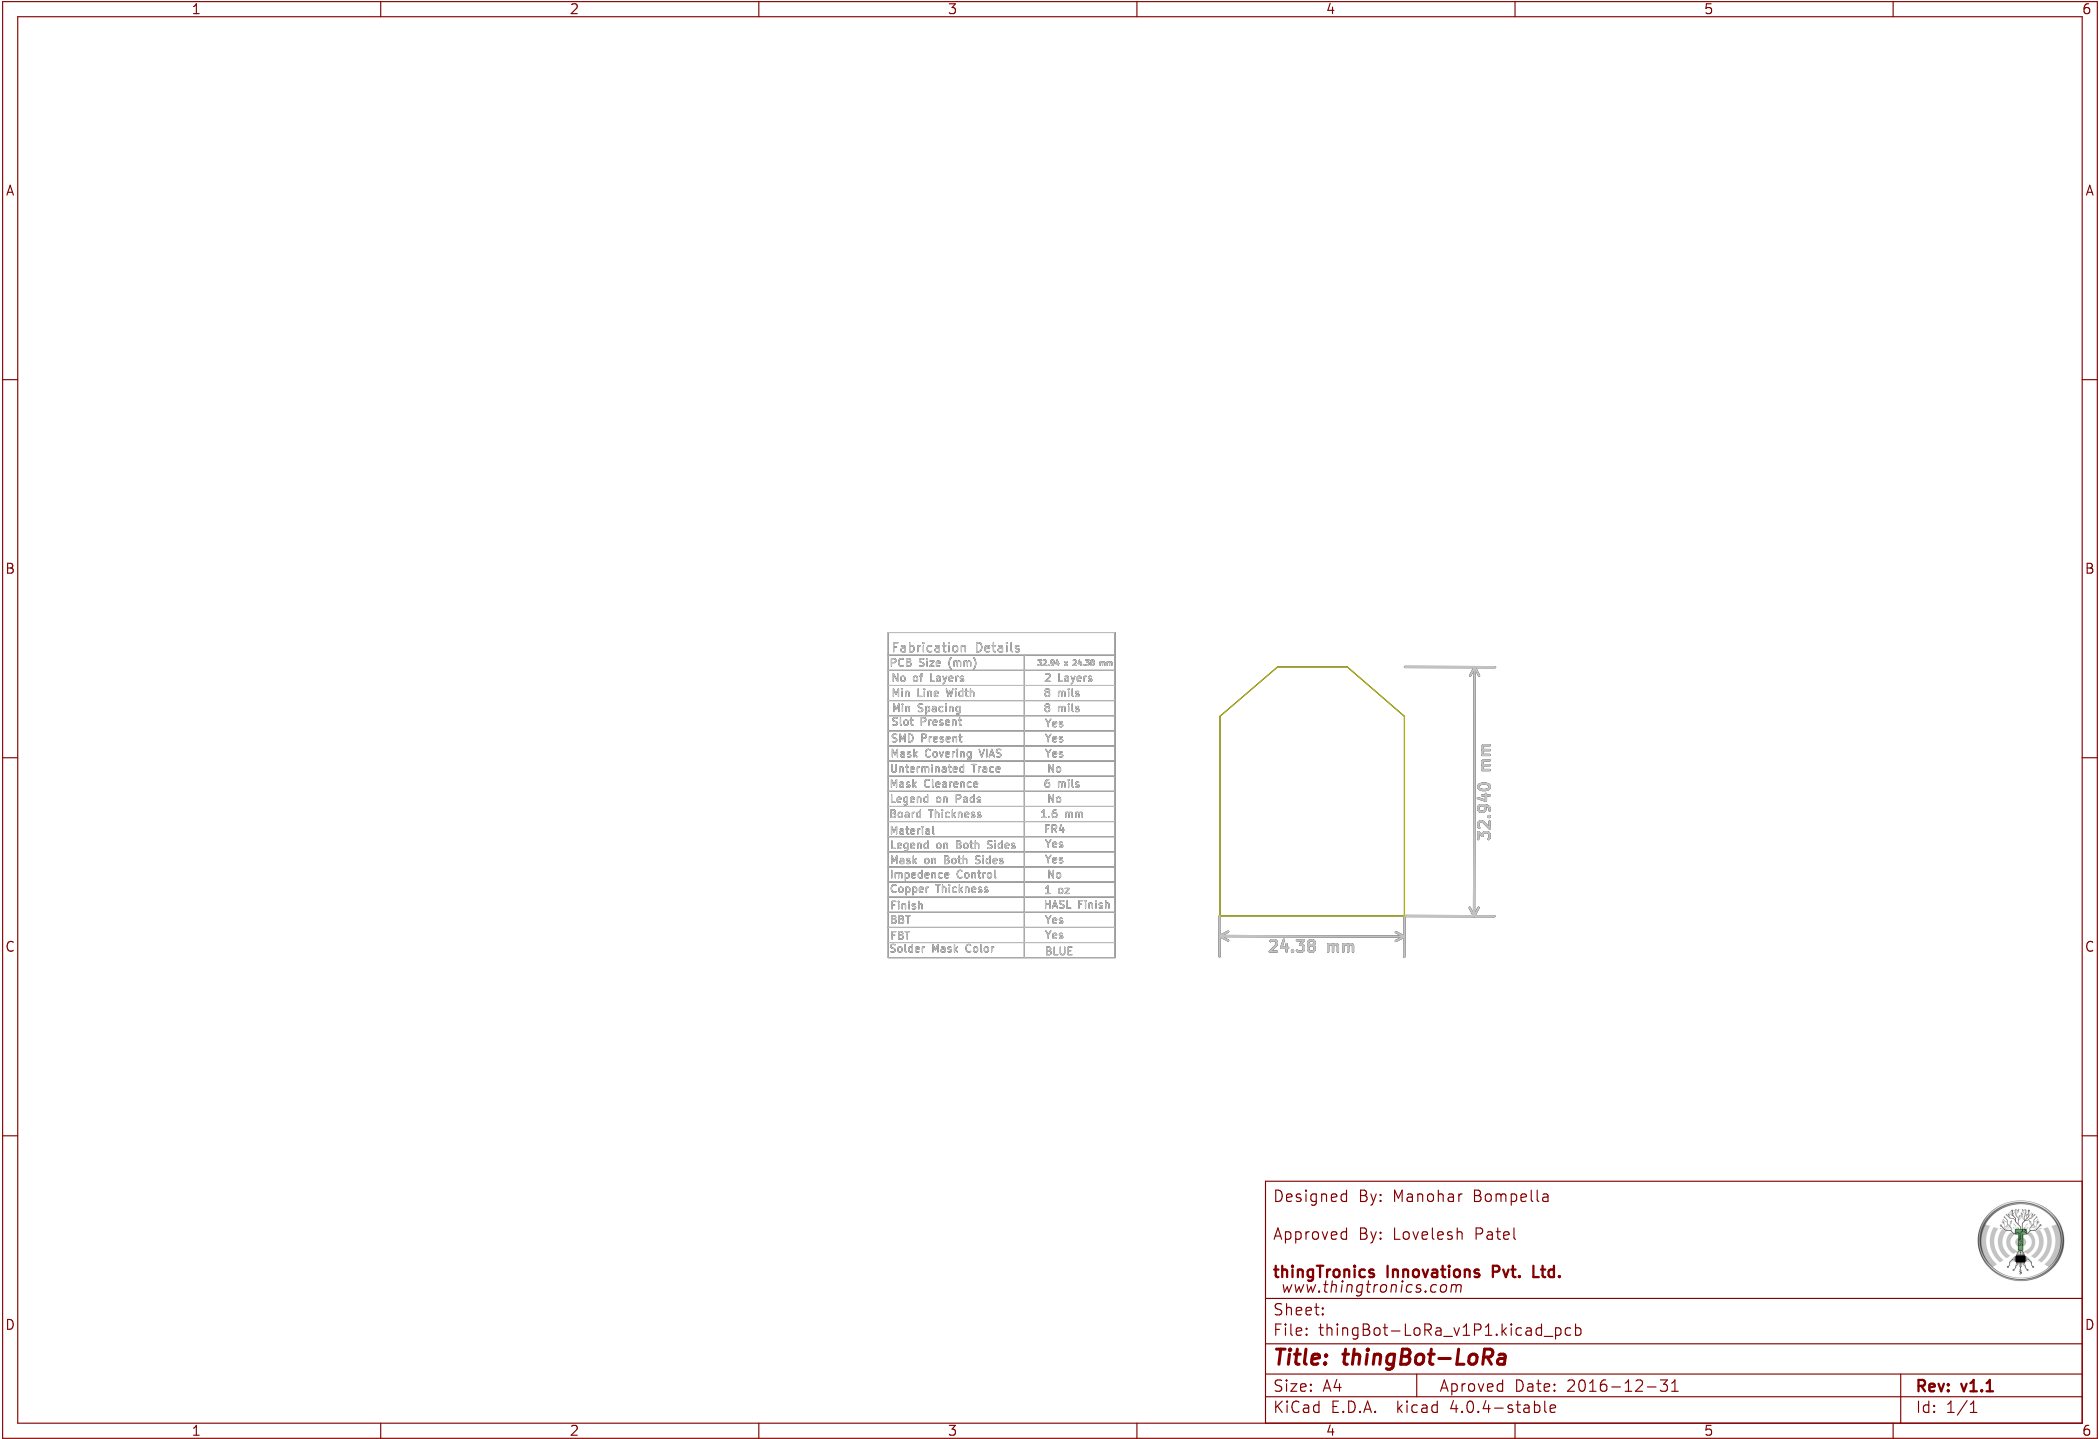 1 2 3 4 5 6
A A
B B
Fabrication Details
PCB Size (mm) 32.94 x 24.38 mm
No of Layers 2 Layers
Min Line Width 8 mils
Min Spacing 8 mils
Slot Present Yes
SMD Present Yes
Mask Covering VIAS Yes
Unterminated Trace No
Mask Clearence 6 mils
Legend on Pads No
Board Thickness 1.6 mm
Material FR4
Legend on Both Sides Yes
Mask on Both Sides Yes
Impedence Control No
Copper Thickness 1 oz
Finish HASL Finish
BBT Yes
FBT Yes
Solder Mask Color BLUE
32.940 mm
24.38 mm
C C
Designed By: Manohar Bompella
Approved By: Lovelesh Patel
thingTronics Innovations Pvt. Ltd.
www.thingtronics.com
Sheet:
File: thingBot-LoRa_v1P1.kicad_pcb
D D
Title: thingBot-LoRa
Size: A4 Aproved Date: 2016-12-31 Rev: v1.1
KiCad E.D.A. kicad 4.0.4-stable Id: 1/1
1 2 3 4 5 6